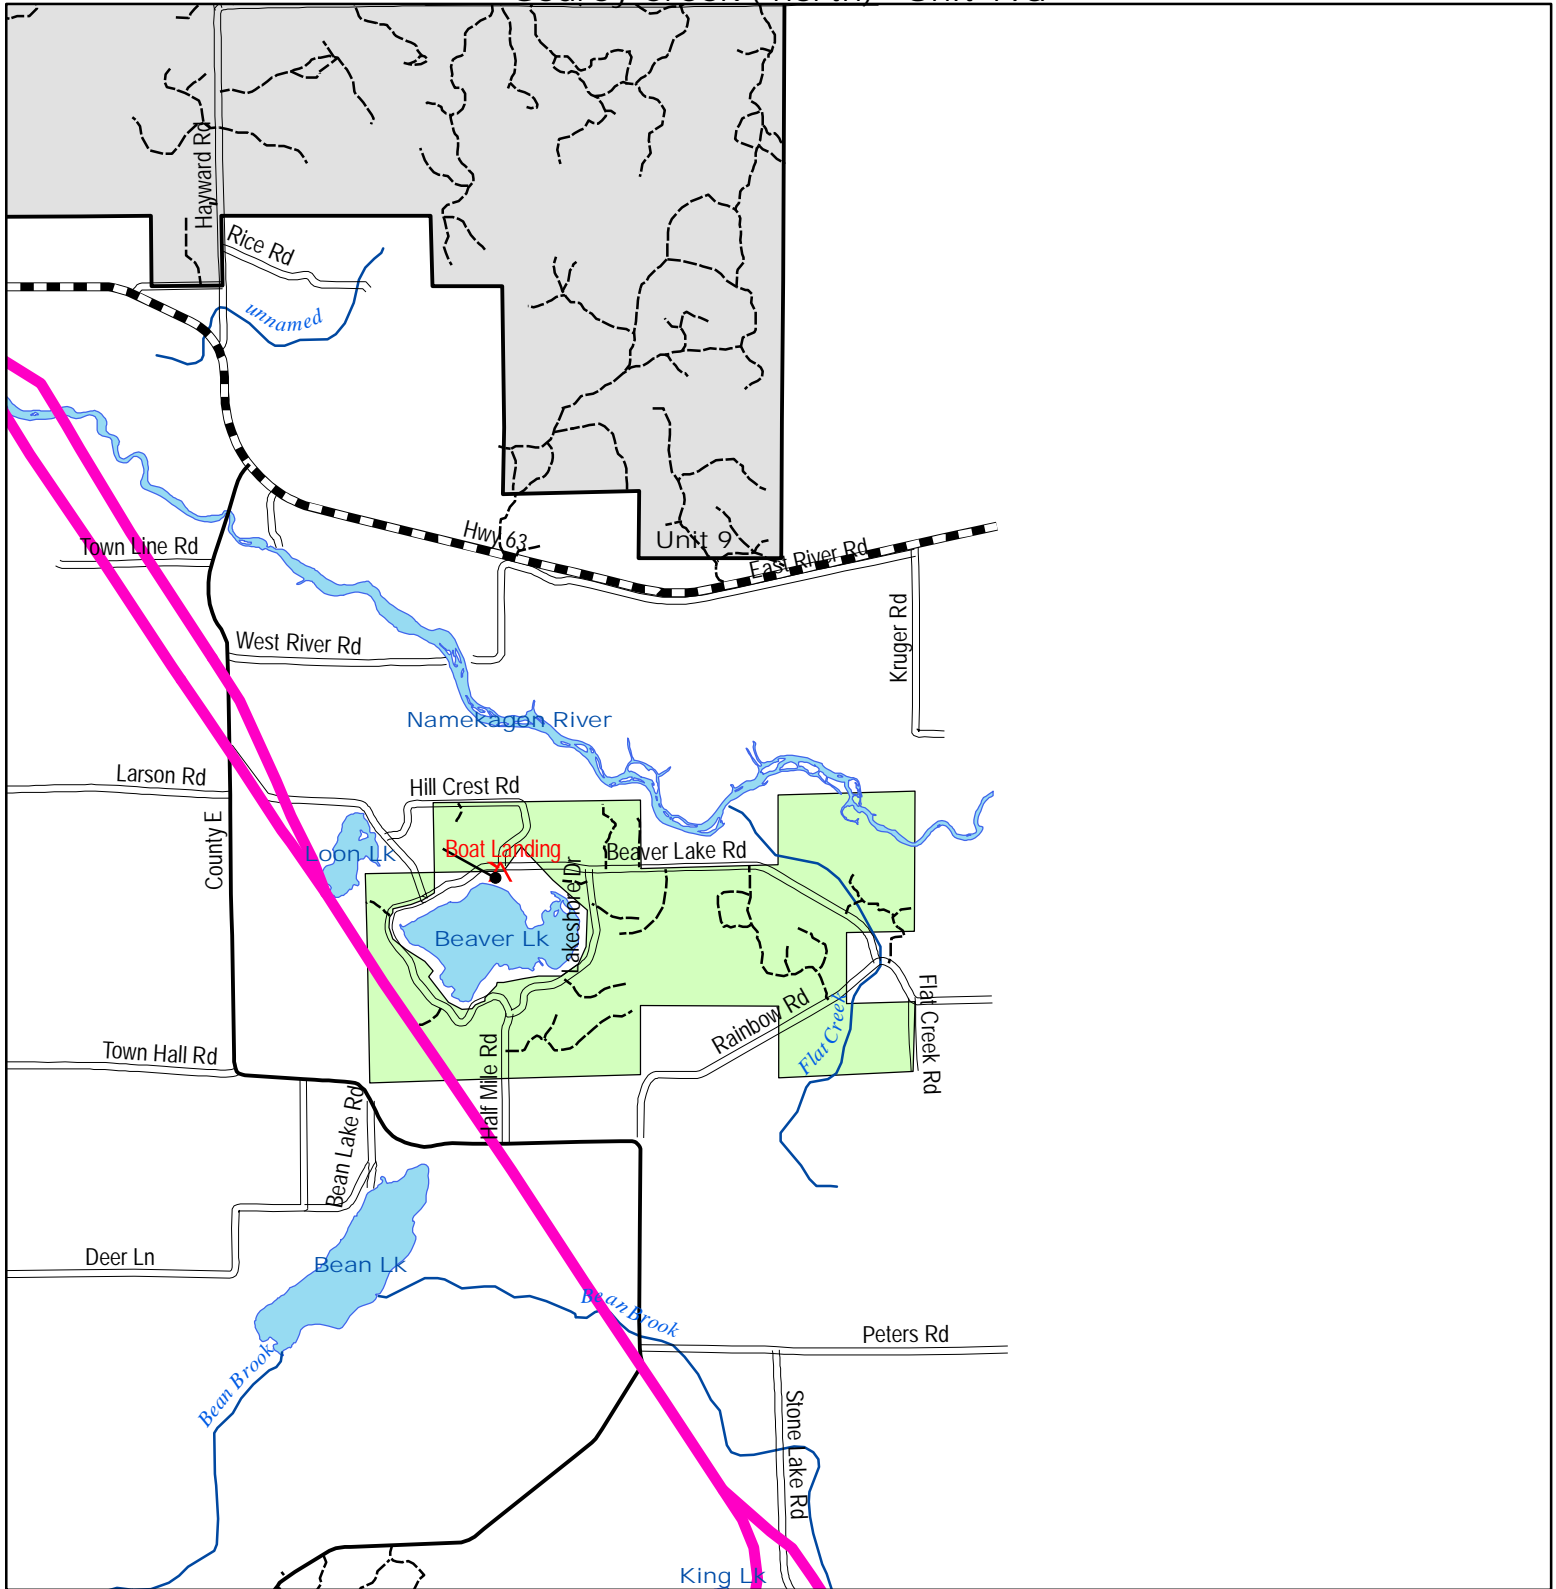 Hayward Rd
Rice Rd
unnamed
Hwy 63
Unit 9
East River Rd
Town Line Rd
West River Rd
Kruger Rd
Namekagon River
Larson Rd
Hill Crest Rd
County E
Loon Lk
Boat Landing
Beaver Lake Rd
Lakeshore Dr
Beaver Lk
Flat Creek Rd
Rainbow Rd
Flat Creek
Town Hall Rd
Half Mile Rd
Bean Lake Rd
Deer Ln
Bean Lk
Bean Brook
Peters Rd
Bean Brook
Stone Lake Rd
King Lk